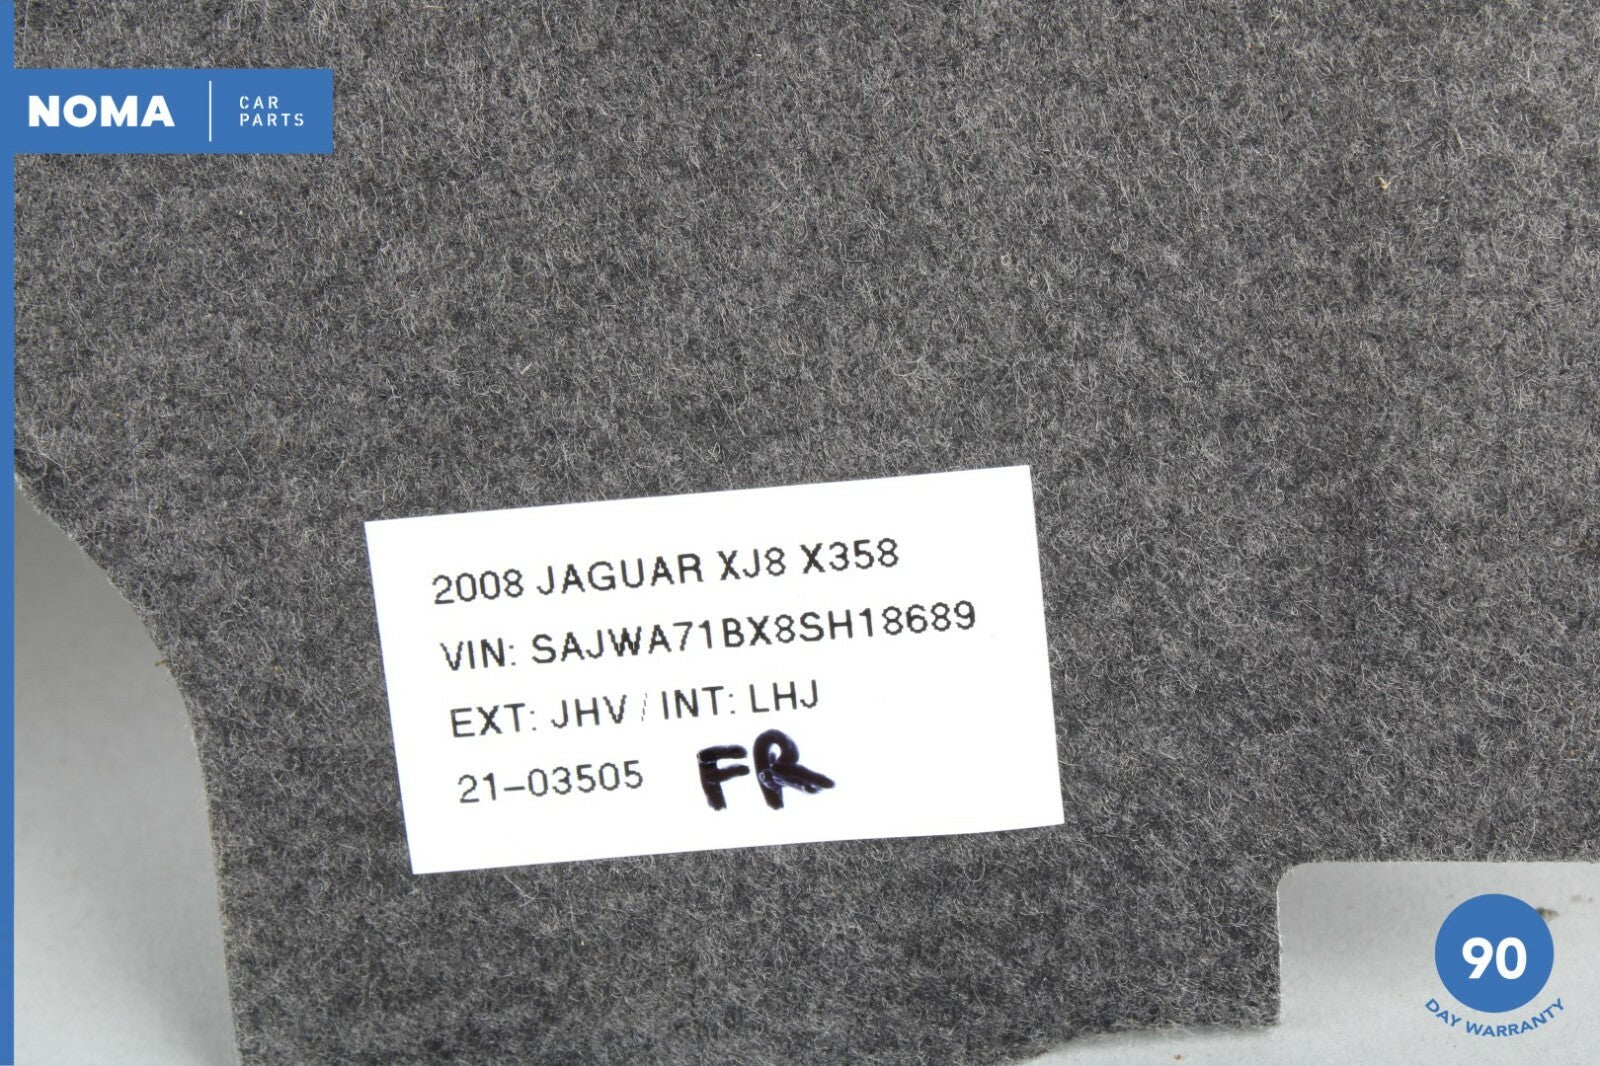 NOMA
CAR
PARTS
2008 JAGUAR XJ8 X358
VIN: SAJWA71BX8SH18689
EXT: JHV / INT: LHJ
21-03505 FR
90
DAY WARRANTY